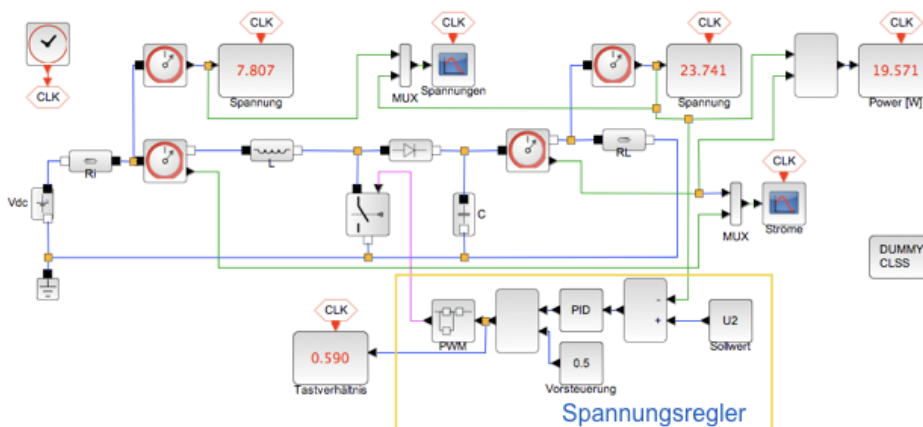 CLK
CLK
CLK
CLK
CLK
7.807
23.741
19.571
Spannung
MUX
Spannungen
Spannung
Power [W]
Ri
L
RL
CLK
Vdc
C
MUX
Ströme
DUMMY
CLSS
CLK
PID
-
+
U2
Sollwert
PWM
0.590
Tastverhältnis
0.5
Vorsteuerung
Spannungsregler